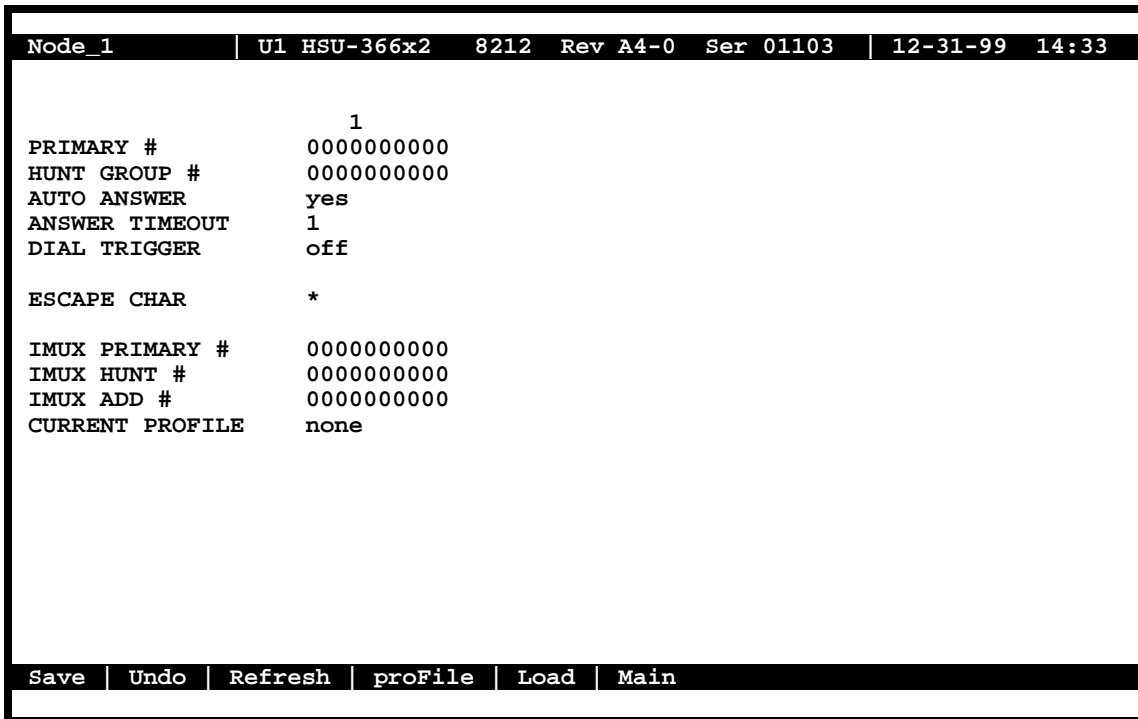 Node_1 | U1 HSU-366x2 8212 Rev A4-0 Ser 01103 | 12-31-99 14:33
1
PRIMARY # 0000000000
HUNT GROUP # 0000000000
AUTO ANSWER yes
ANSWER TIMEOUT 1
DIAL TRIGGER off
ESCAPE CHAR *
IMUX PRIMARY # 0000000000
IMUX HUNT # 0000000000
IMUX ADD # 0000000000
CURRENT PROFILE none
Save | Undo | Refresh | proFile | Load | Main